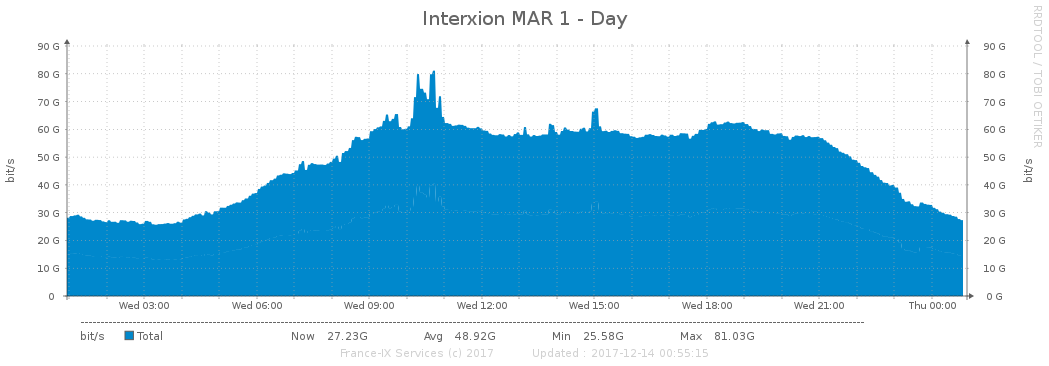 Interxion MAR 1 - Day
RRDTOOL / TOBI OETIKER
90 G 90 G
80 G 80 G
70 G 70 G
60 G 60 G
50 G 50 G
40 G 40 G
30 G 30 G
20 G 20 G
10 G 10 G
0 0 G
bit/s
bit/s
Wed 03:00 Wed 06:00 Wed 09:00 Wed 12:00 Wed 15:00 Wed 18:00 Wed 21:00 Thu 00:00
bit/s Total Now 27.23G Avg 48.92G Min 25.58G Max 81.03G
France-IX Services (c) 2017 Updated : 2017-12-14 00:55:15